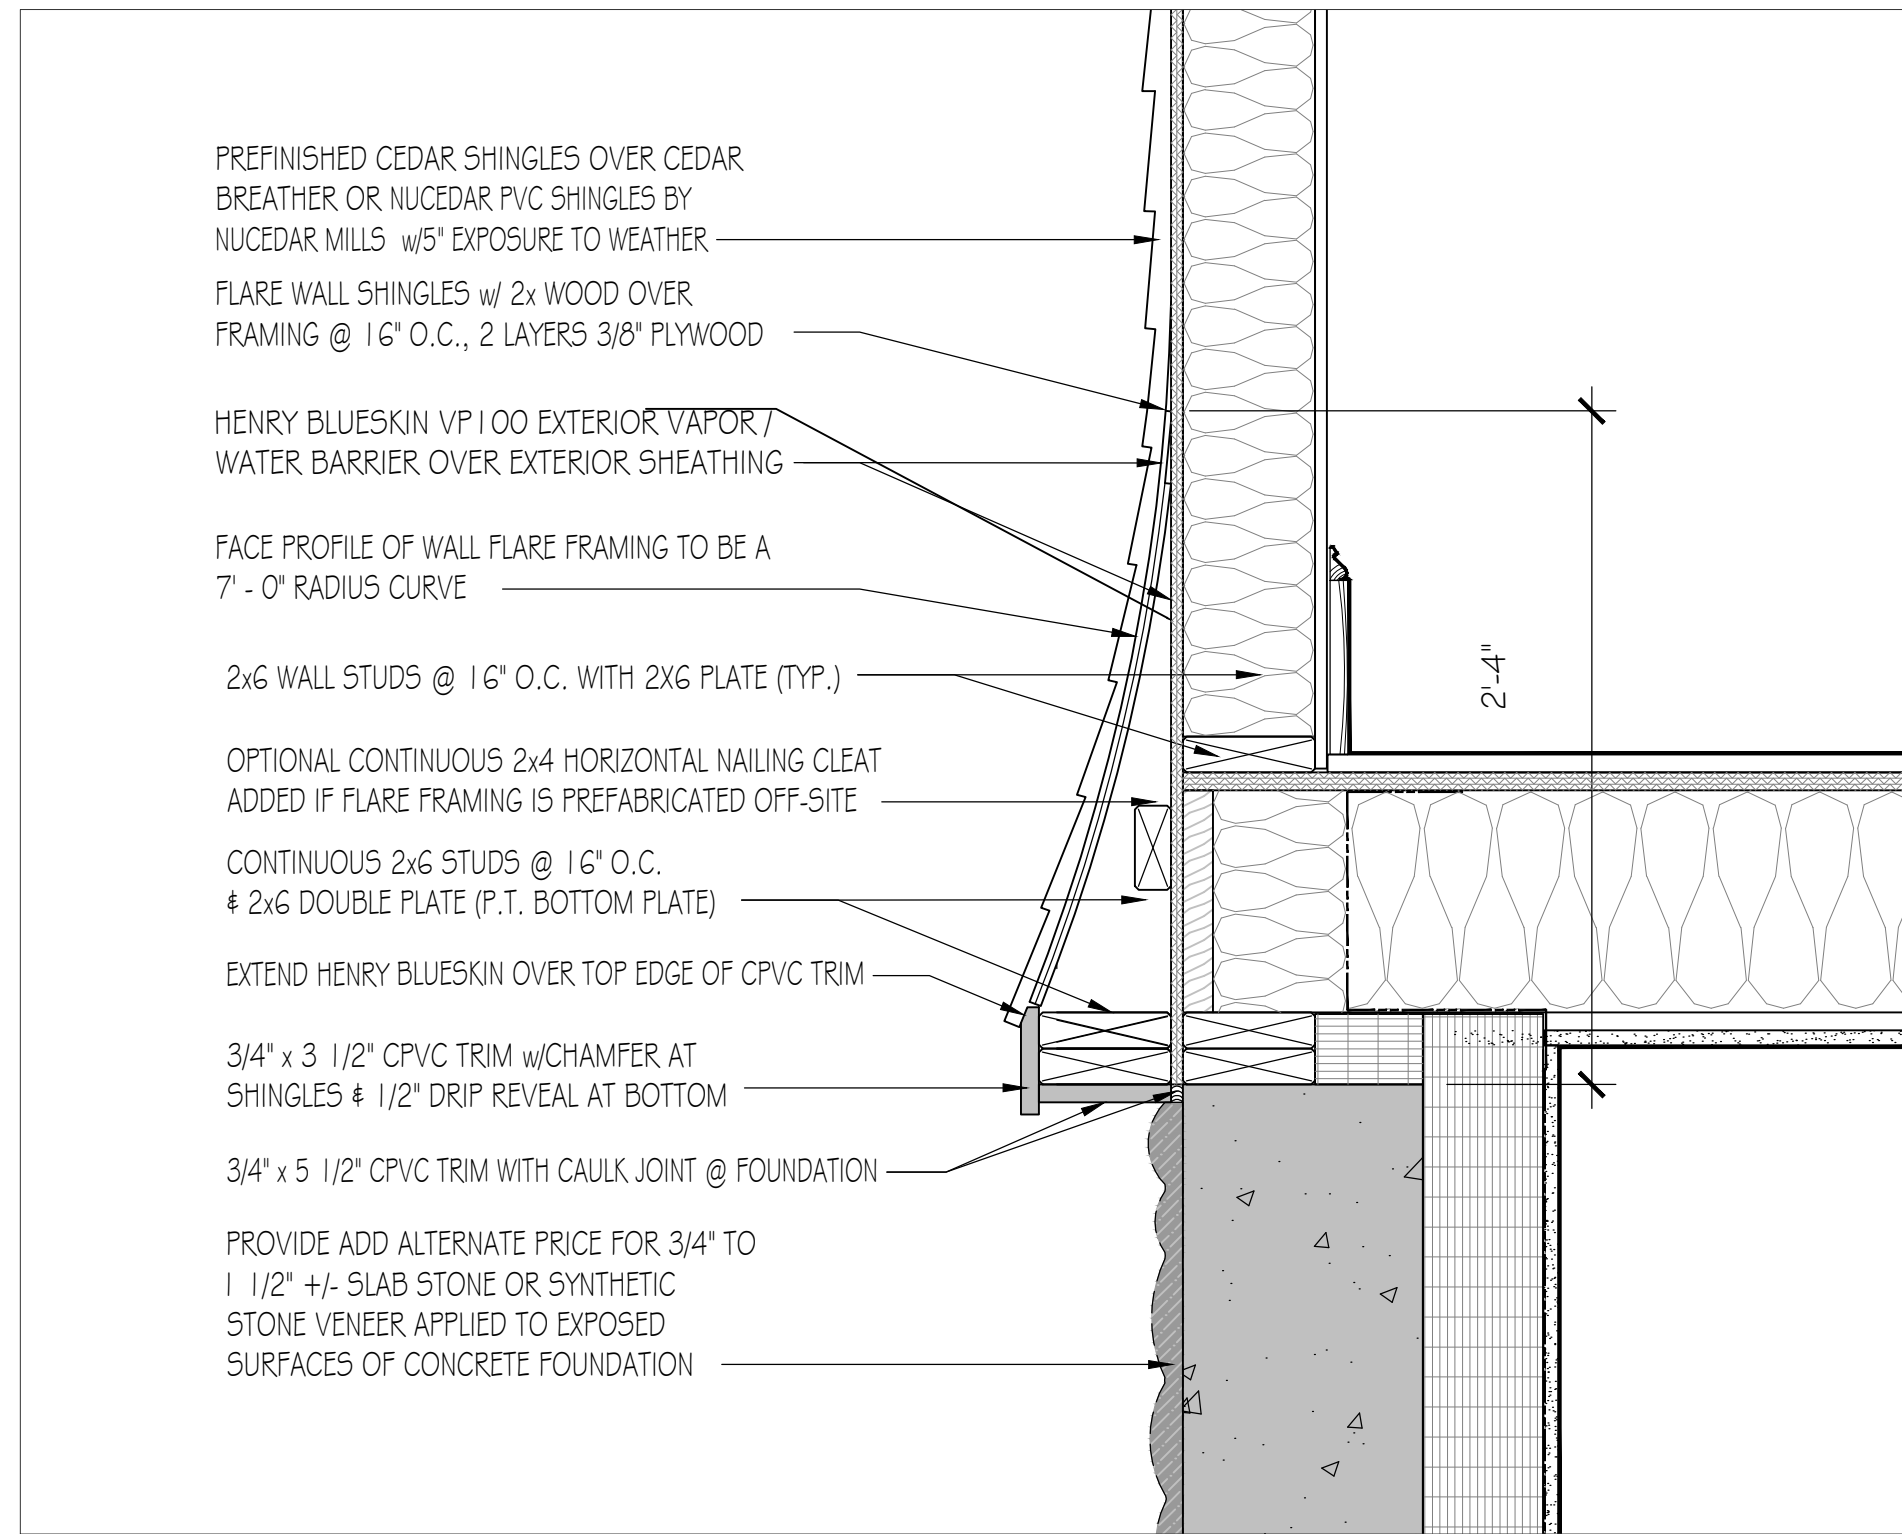 PREFINISHED CEDAR SHINGLES OVER CEDAR
BREATHER OR NUCEDAR PVC SHINGLES BY
NUCEDAR MILLS w/5" EXPOSURE TO WEATHER
FLARE WALL SHINGLES w/ 2x WOOD OVER
FRAMING @ 16" O.C., 2 LAYERS 3/8" PLYWOOD
HENRY BLUESKIN VP100 EXTERIOR VAPOR /
WATER BARRIER OVER EXTERIOR SHEATHING
FACE PROFILE OF WALL FLARE FRAMING TO BE A
7' - 0" RADIUS CURVE
2x6 WALL STUDS @ 16" O.C. WITH 2X6 PLATE (TYP.)
2'-4"
OPTIONAL CONTINUOUS 2x4 HORIZONTAL NAILING CLEAT
ADDED IF FLARE FRAMING IS PREFABRICATED OFF-SITE
CONTINUOUS 2x6 STUDS @ 16" O.C.
& 2x6 DOUBLE PLATE (P.T. BOTTOM PLATE)
EXTEND HENRY BLUESKIN OVER TOP EDGE OF CPVC TRIM
3/4" x 3 1/2" CPVC TRIM w/CHAMFER AT
SHINGLES & 1/2" DRIP REVEAL AT BOTTOM
3/4" x 5 1/2" CPVC TRIM WITH CAULK JOINT @ FOUNDATION
PROVIDE ADD ALTERNATE PRICE FOR 3/4" TO
1 1/2" +/- SLAB STONE OR SYNTHETIC
STONE VENEER APPLIED TO EXPOSED
SURFACES OF CONCRETE FOUNDATION